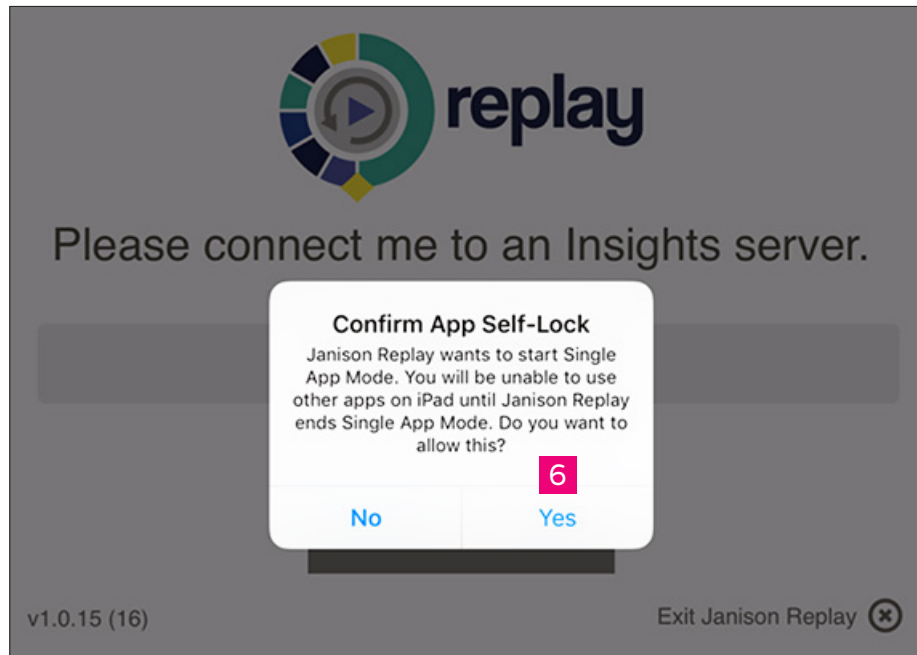 replay
Please connect me to an Insights server.
Confirm App Self-Lock
Janison Replay wants to start Single
App Mode. You will be unable to use
other apps on iPad until Janison Replay
ends Single App Mode. Do you want to
allow this?
6
No Yes
v1.0.15 (16) Exit Janison Replay